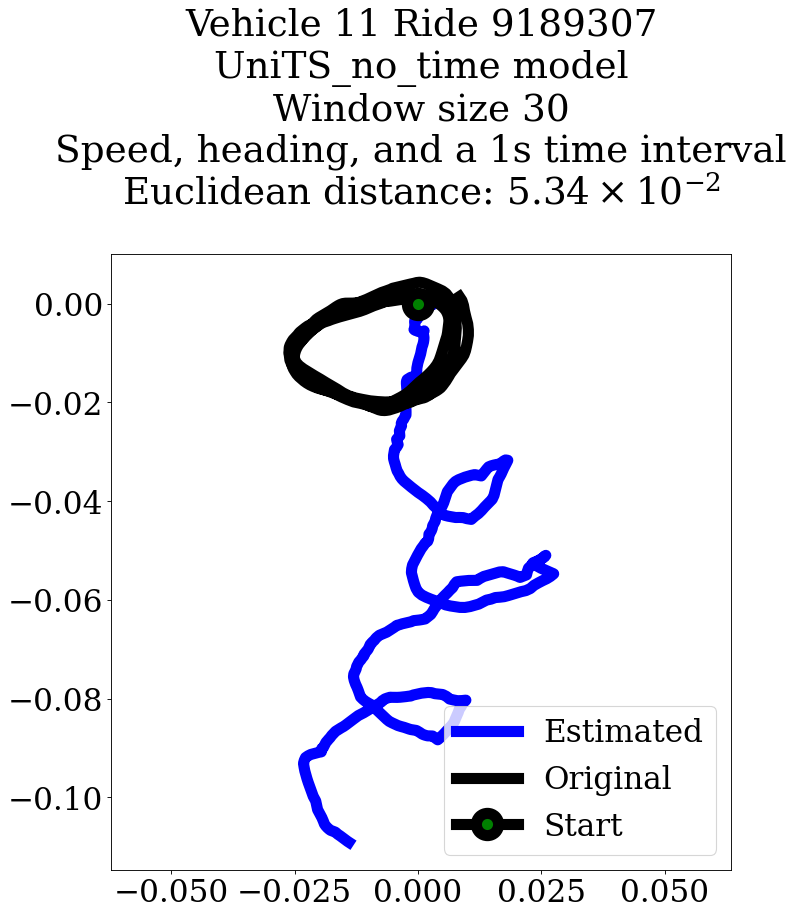 Vehicle 11 Ride 9189307
UniTS_no_time model
Window size 30
Speed, heading, and a 1s time interval
Euclidean distance: 5.34 × 10⁻²
0.00
−0.02
−0.04
−0.06
−0.08
−0.10
Estimated
Original
Start
−0.050 −0.025 0.000 0.025 0.050